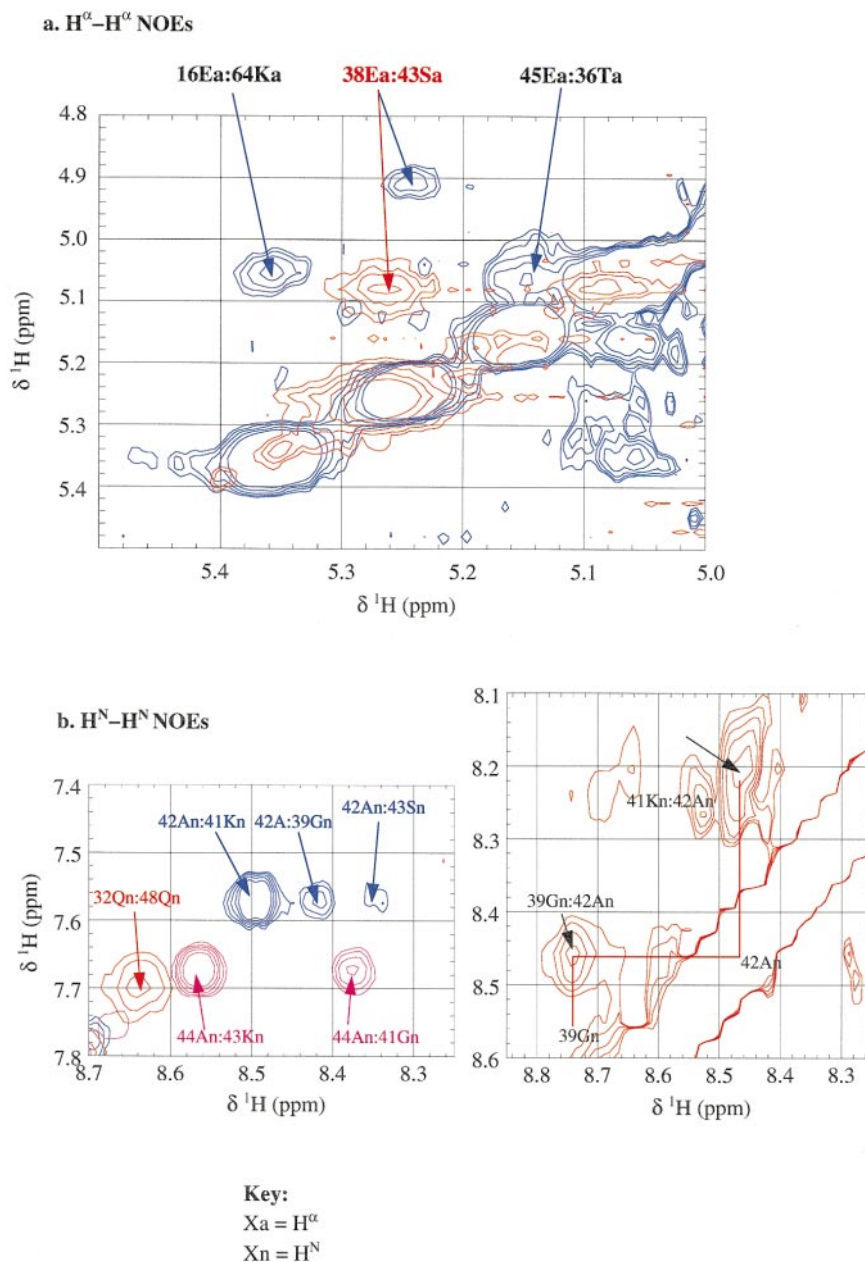 a. Hα–Hα NOEs
16Ea:64Ka 38Ea:43Sa 45Ea:36Ta
4.8
4.9
5.0
5.1
5.2
5.3
5.4
δ 1H (ppm)
5.4 5.3 5.2 5.1 5.0
δ 1H (ppm)
b. HN–HN NOEs
7.4
7.5
7.6
7.7
7.8
δ 1H (ppm)
42An:41Kn 42A:39Gn 42An:43Sn
32Qn:48Qn
44An:43Kn 44An:41Gn
8.7 8.6 8.5 8.4 8.3
δ 1H (ppm)
8.1
8.2
8.3
8.4
8.5
8.6
41Kn:42An
39Gn:42An
42An
39Gn
8.7 8.6 8.5 8.4 8.3
δ 1H (ppm)
Key:
Xa = Hα
Xn = HN